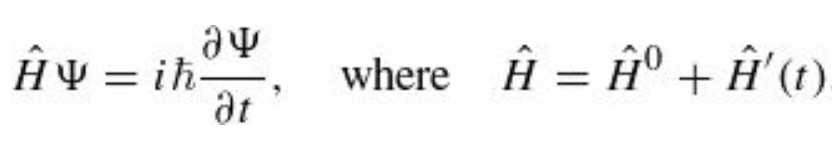 ĤΨ = iℏ ∂Ψ/∂t, where Ĥ = Ĥ⁰ + Ĥ′(t).